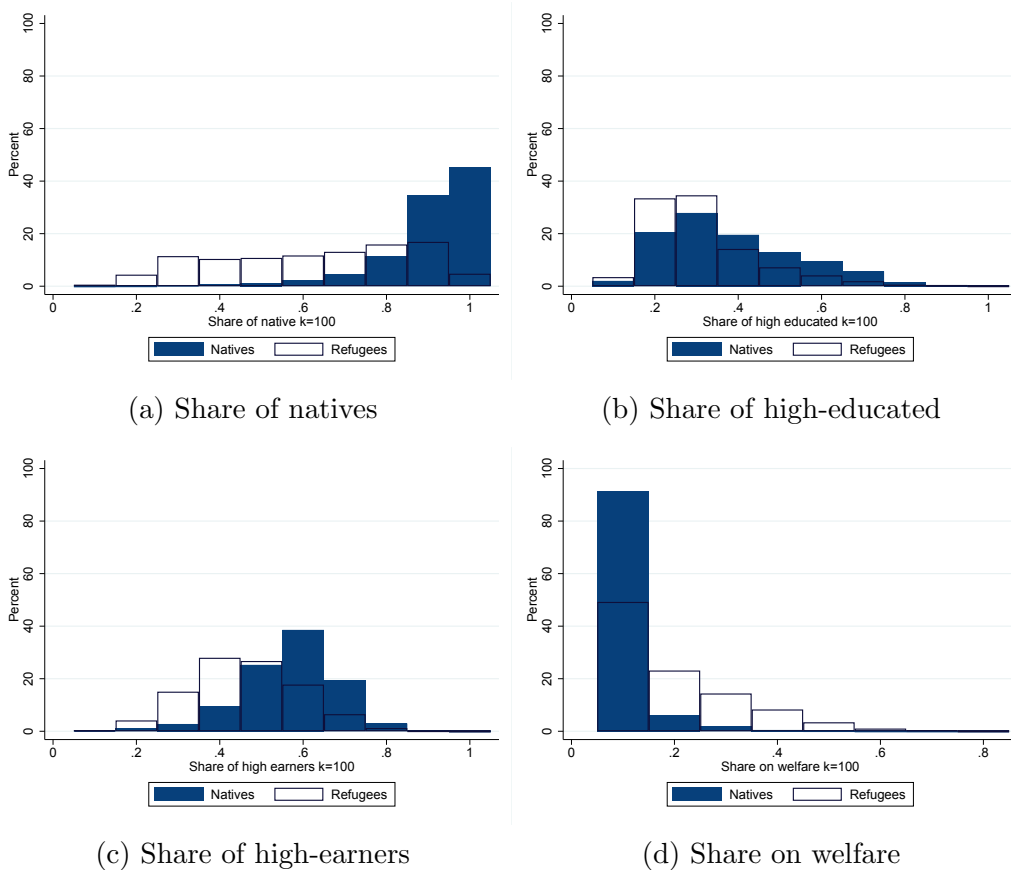 100
80
60
40
20
0
Percent
0 .2 .4 .6 .8 1
Share of native k=100
Natives Refugees
(a) Share of natives
100
80
60
40
20
0
Percent
0 .2 .4 .6 .8 1
Share of high educated k=100
Natives Refugees
(b) Share of high-educated
100
80
60
40
20
0
Percent
0 .2 .4 .6 .8 1
Share of high earners k=100
Natives Refugees
(c) Share of high-earners
100
80
60
40
20
0
Percent
0 .2 .4 .6 .8
Share on welfare k=100
Natives Refugees
(d) Share on welfare